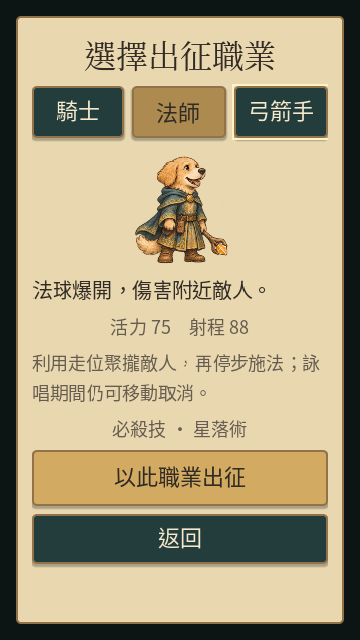 選擇出征職業
騎士
法師
弓箭手
法球爆開，傷害附近敵人。
活力 75　射程 88
利用走位聚攏敵人，再停步施法；詠
唱期間仍可移動取消。
必殺技 · 星落術
以此職業出征
返回